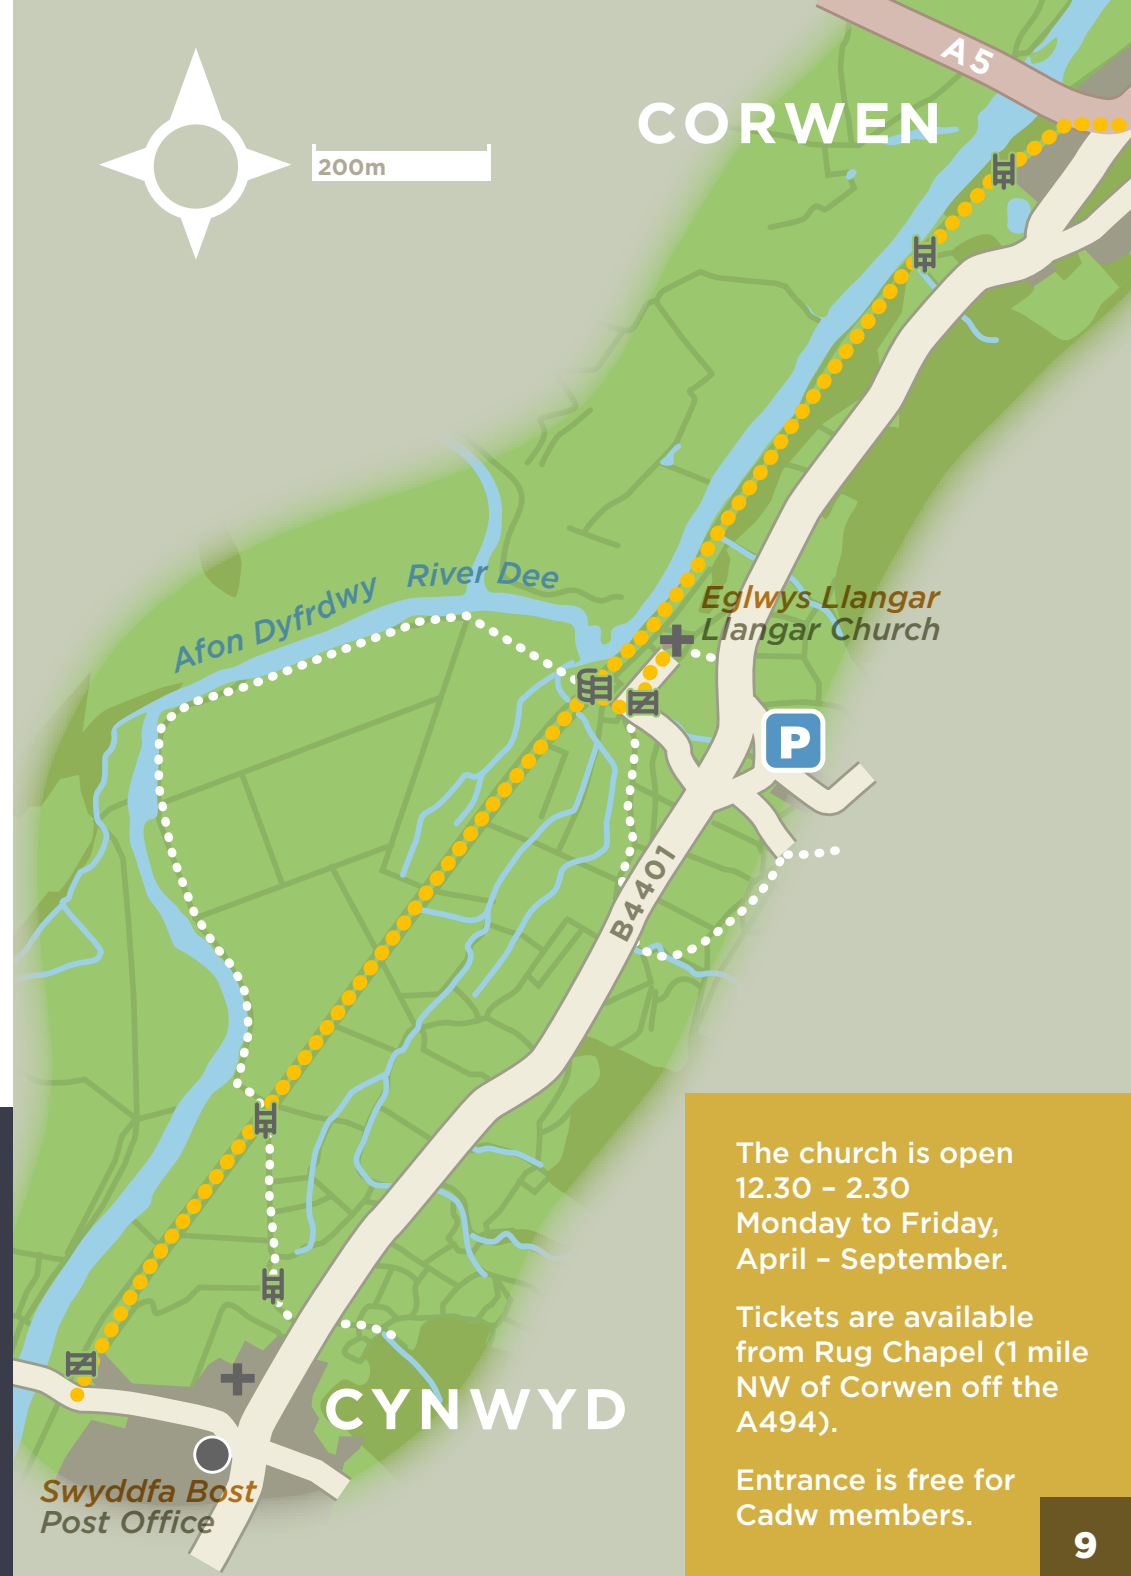 A5
CORWEN
200m
Afon Dyfrdwy
River Dee
Eglwys Llangar
Llangar Church
P
B4401
CYNWYD
Swyddfa Bost
Post Office
The church is open
12.30 – 2.30
Monday to Friday,
April – September.
Tickets are available
from Rug Chapel (1 mile
NW of Corwen off the
A494).
Entrance is free for
Cadw members.
9